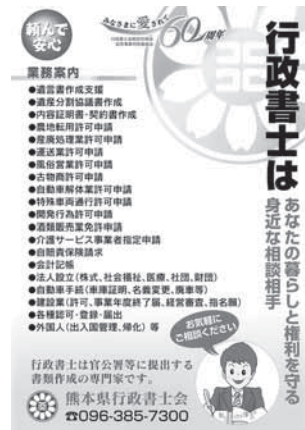 行政書士は
あなたの暮らしと権利を守る
身近な相談相手
頼んで
安心
みなさまに愛されて
60周年
業務案内
●遺言書作成支援
●遺産分割協議書作成
●内容証明書・契約書作成
●農地転用許可申請
●産廃処理業許可申請
●運送業許可申請
●風俗営業許可申請
●古物商許可申請
●自動車解体業許可申請
●特殊車両通行許可申請
●開発行為許可申請
●酒類販売業免許申請
●介護サービス事業者指定申請
●自賠責保険請求
●会計記帳
●法人設立(株式、社会福祉、医療、社団、財団)
●自動車手続(車庫証明、名義変更、廃車等)
●建設業(許可、事業年度終了届、経営審査、指名願)
●各種認可・登録・届出
●外国人(出入国管理、帰化)等
お気軽に
ご相談ください
行政書士は官公署等に提出する
書類作成の専門家です。
熊本県行政書士会
☎096-385-7300